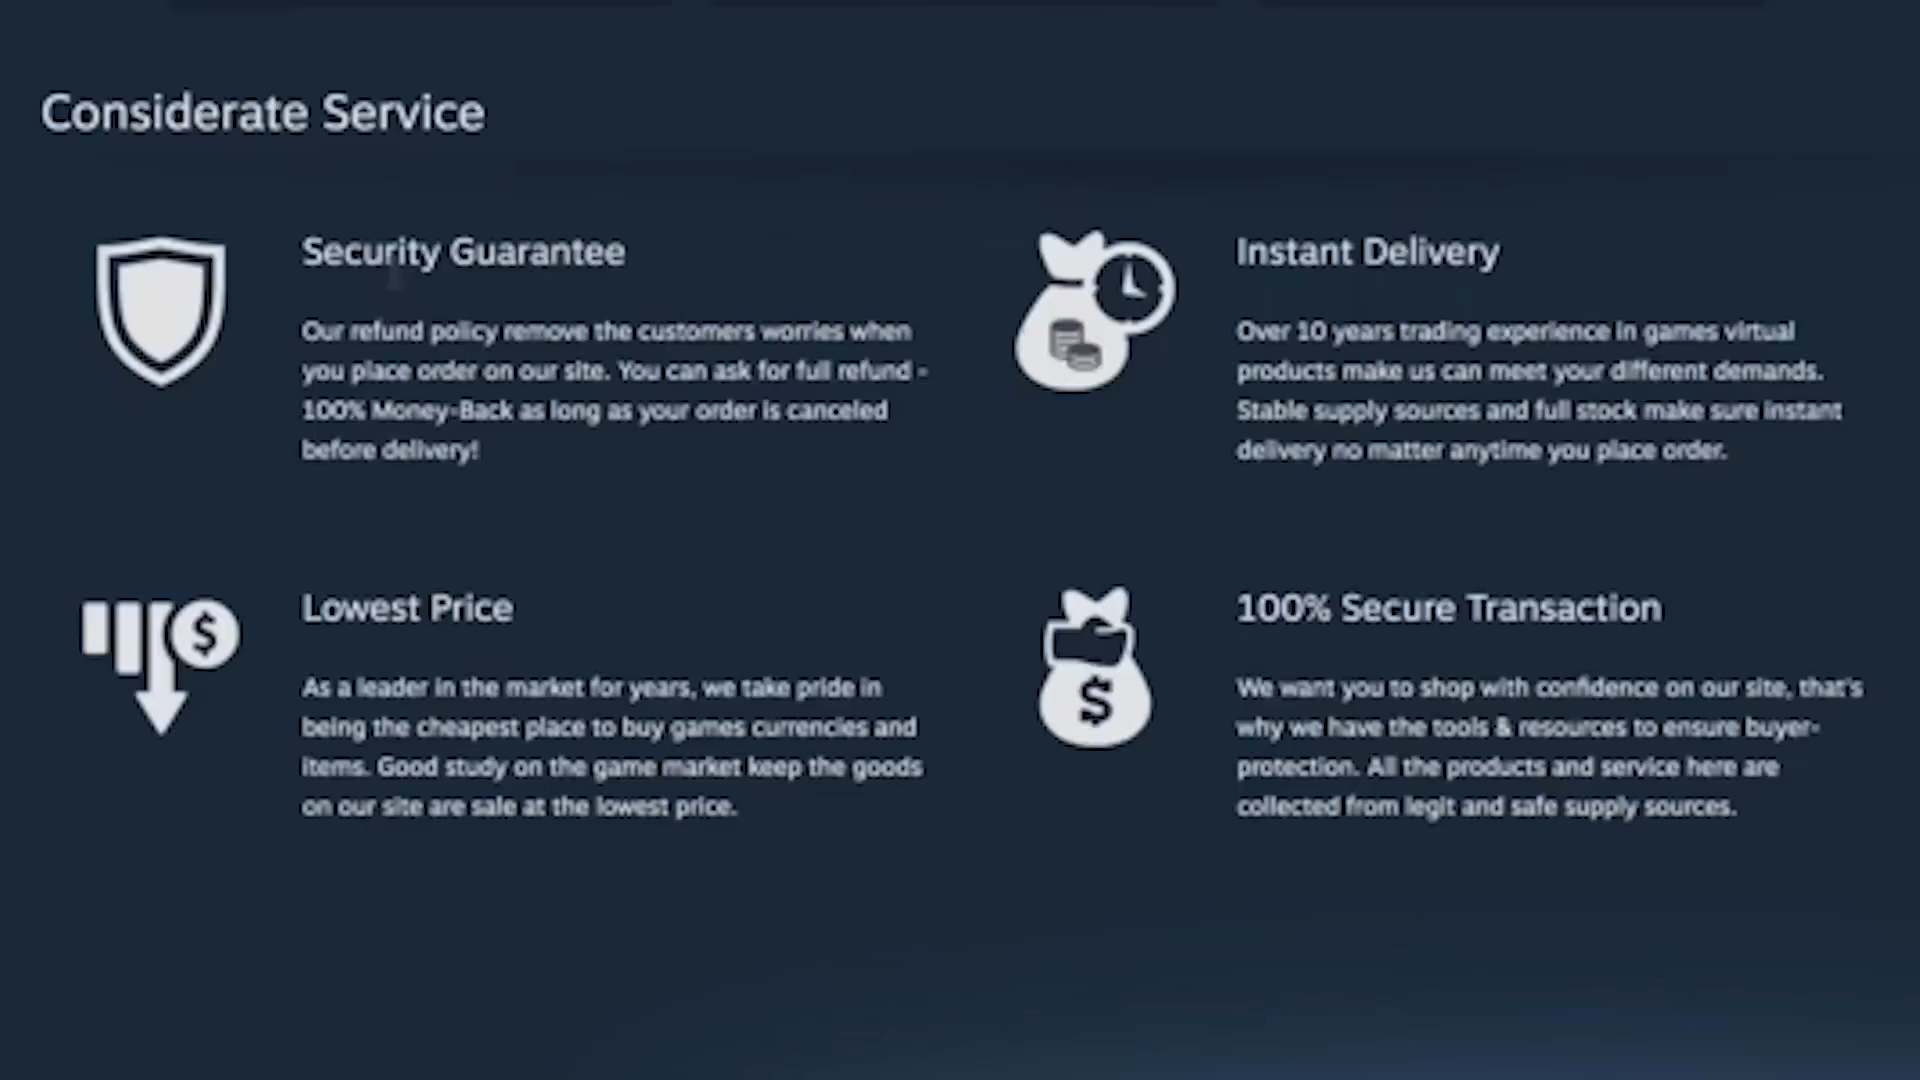 Considerate Service
Security Guarantee
Our refund policy remove the customers worries when
you place order on our site. You can ask for full refund -
100% Money-Back as long as your order is canceled
before delivery!
Instant Delivery
Over 10 years trading experience in games virtual
products make us can meet your different demands.
Stable supply sources and full stock make sure instant
delivery no matter anytime you place order.
$
Lowest Price
As a leader in the market for years, we take pride in
being the cheapest place to buy games currencies and
items. Good study on the game market keep the goods
on our site are sale at the lowest price.
$
100% Secure Transaction
We want you to shop with confidence on our site, that's
why we have the tools & resources to ensure buyer-
protection. All the products and service here are
collected from legit and safe supply sources.